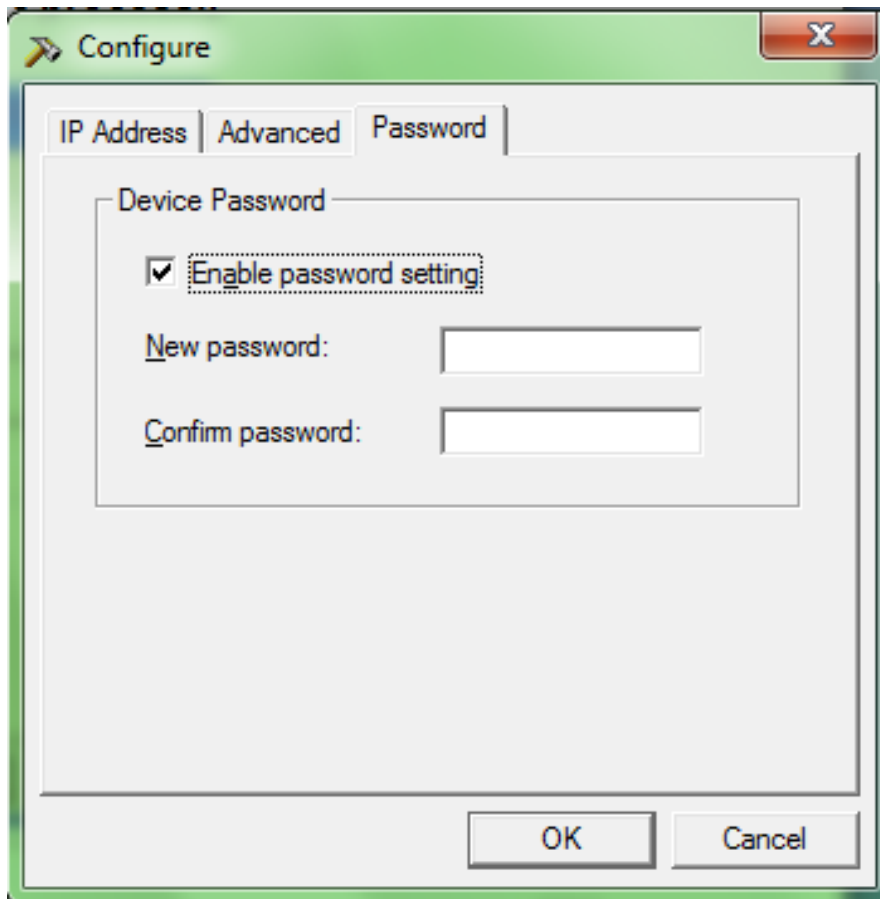 Configure
IP Address Advanced Password
Device Password
Enable password setting
New password:
Confirm password:
OK Cancel